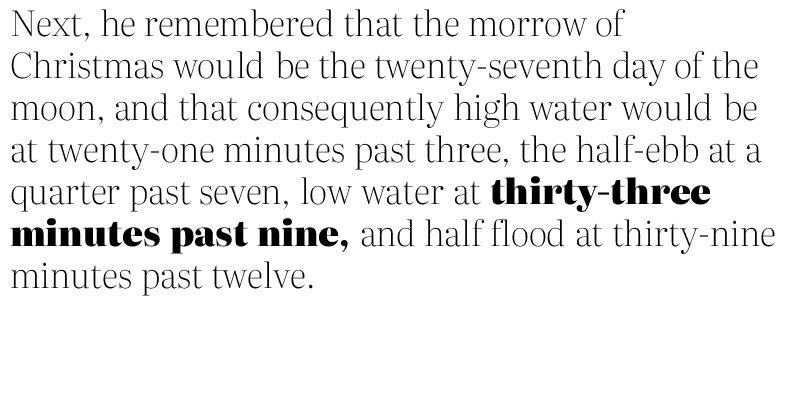 Next, he remembered that the morrow of
Christmas would be the twenty-seventh day of the
moon, and that consequently high water would be
at twenty-one minutes past three, the half-ebb at a
quarter past seven, low water at thirty-three
minutes past nine, and half flood at thirty-nine
minutes past twelve.